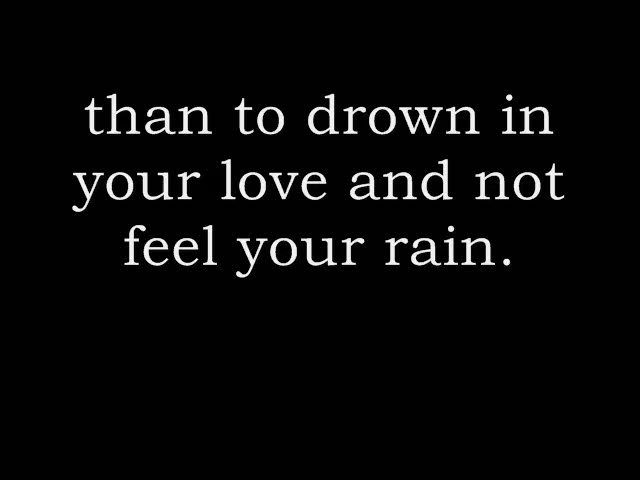 than to drown in
your love and not
feel your rain.